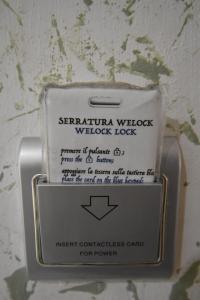 SERRATURA WELOCK
WELOCK LOCK
premere il pulsante
press the button;
appoggiare la tessera sulla tastiera blu
place the card on the blue keypads
INSERT CONTACTLESS CARD
FOR POWER